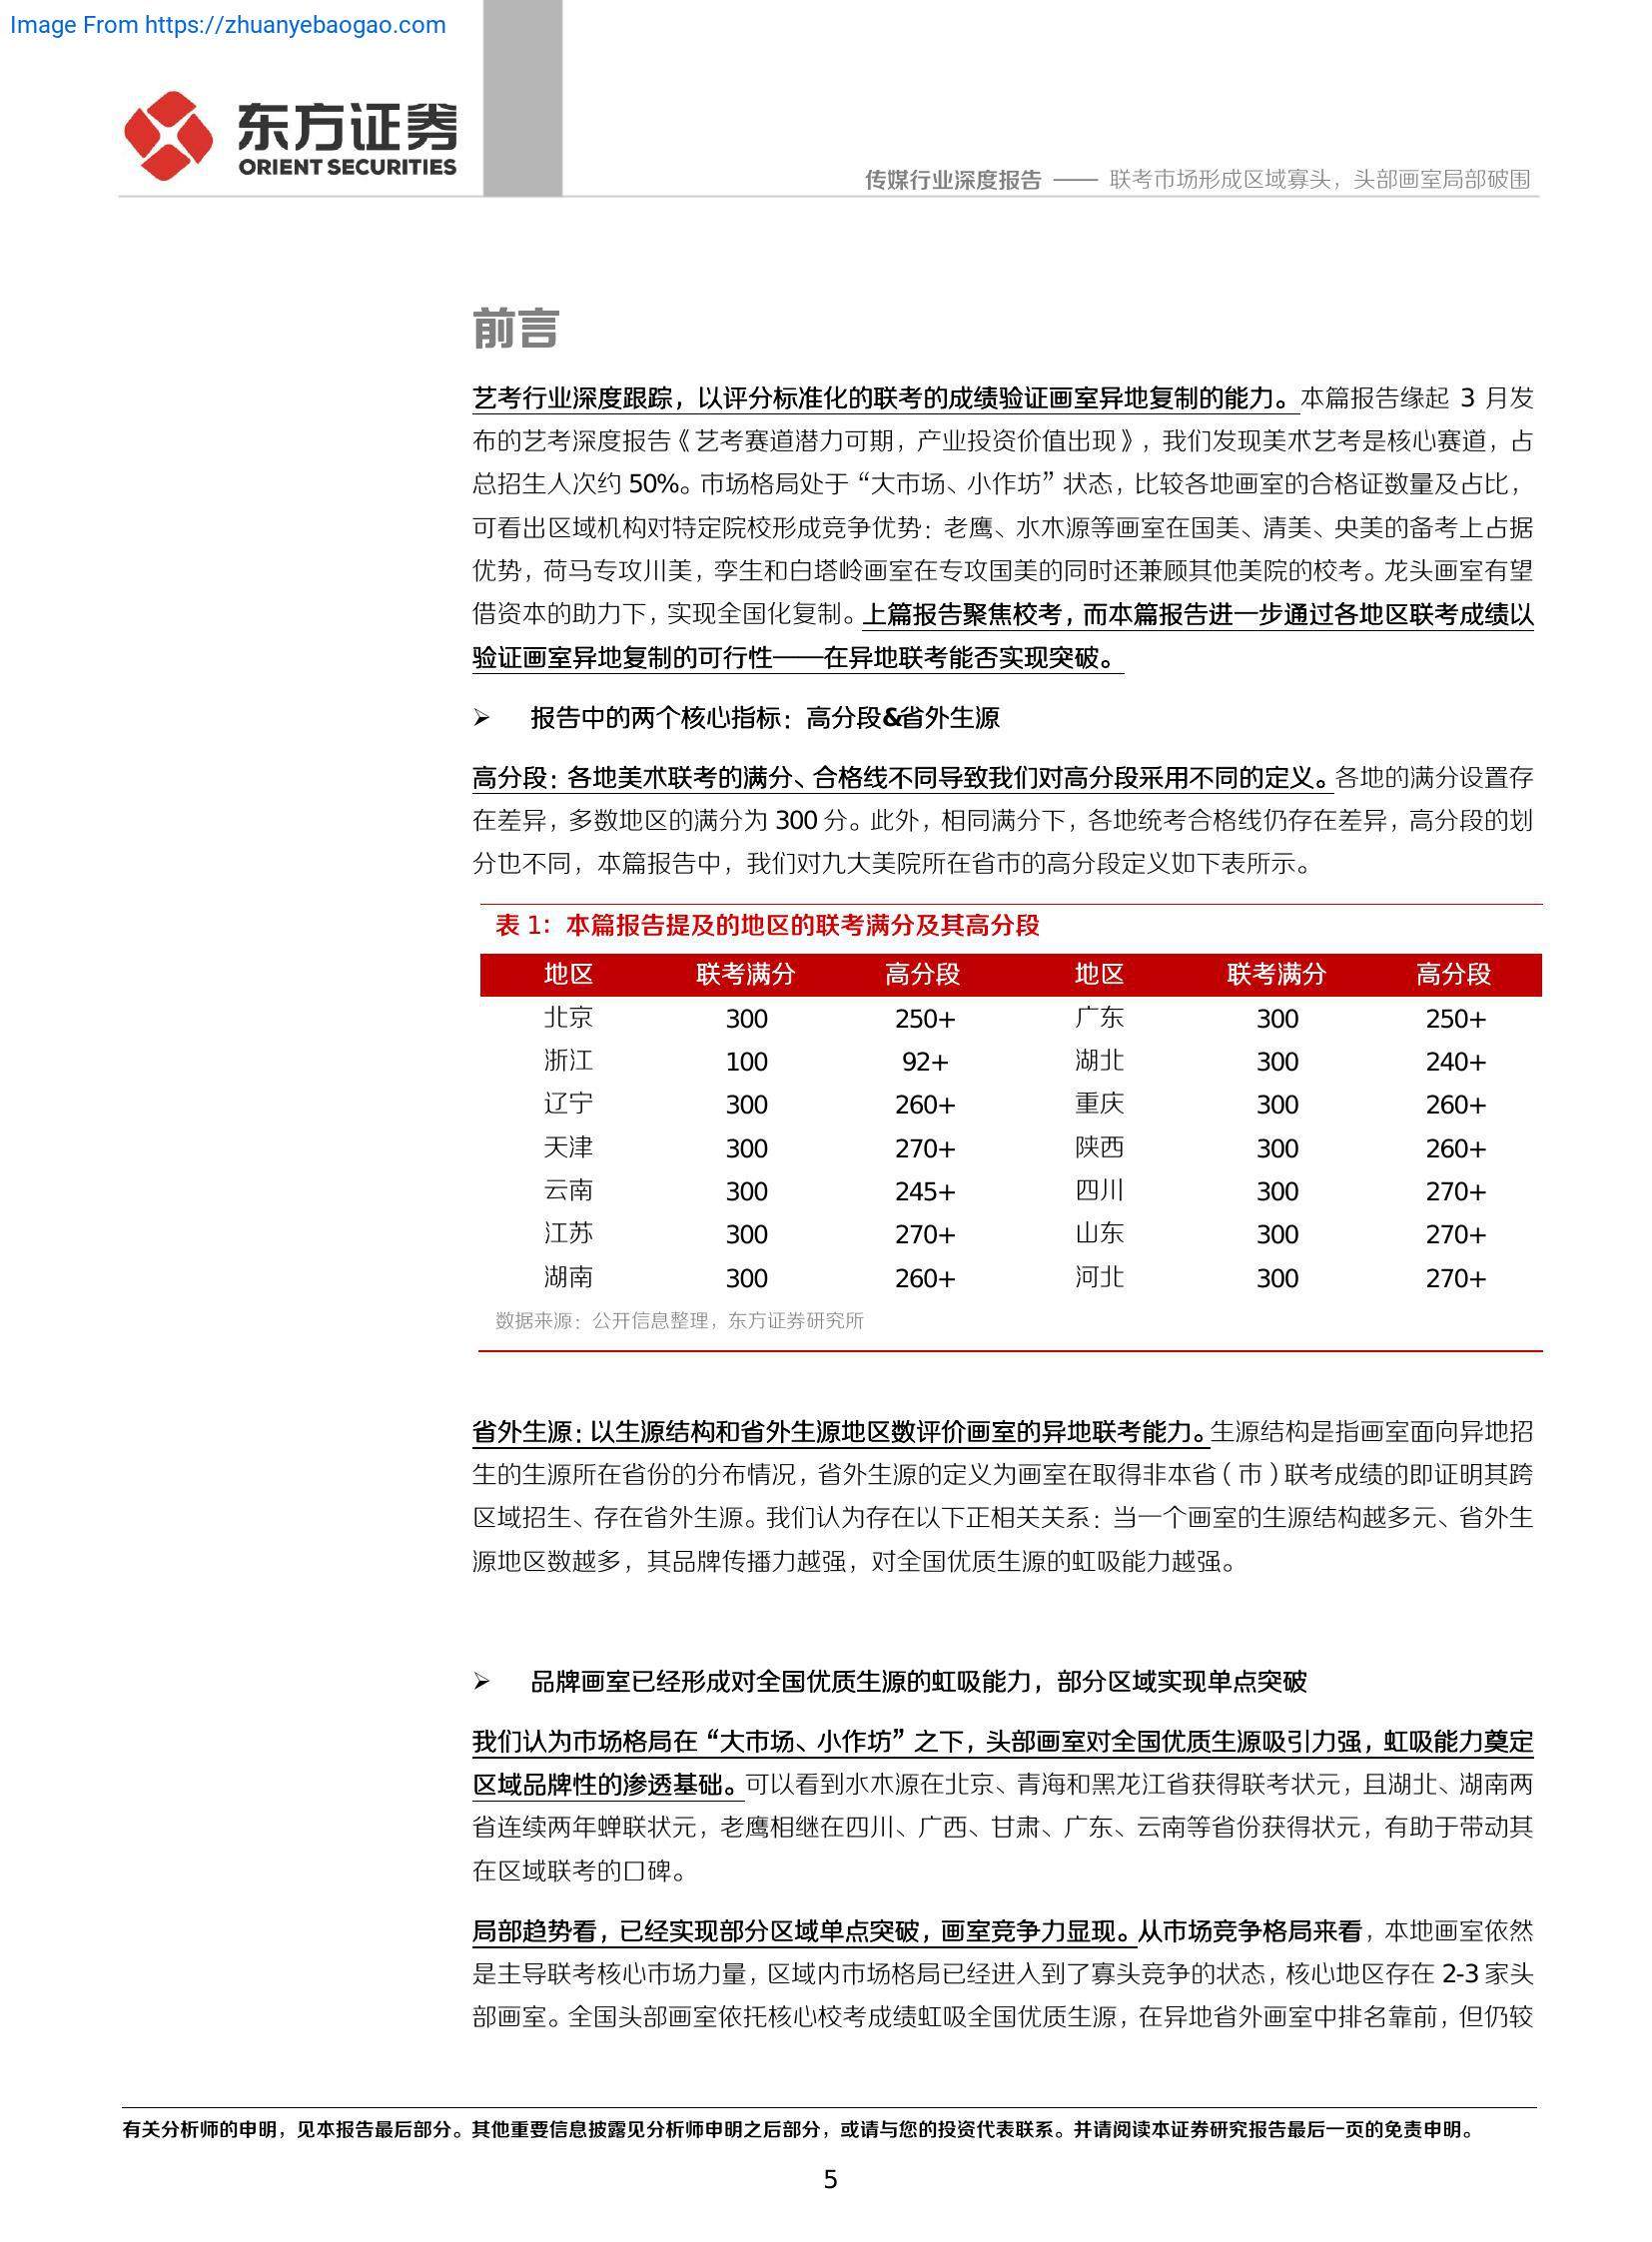 Image From https://zhuanyebaogao.com
东方证券
ORIENT SECURITIES
传媒行业深度报告 —— 联考市场形成区域寡头，头部画室局部破围
前言
艺考行业深度跟踪，以评分标准化的联考的成绩验证画室异地复制的能力。本篇报告缘起 3 月发
布的艺考深度报告《艺考赛道潜力可期，产业投资价值出现》，我们发现美术艺考是核心赛道，占
总招生人次约 50%。市场格局处于“大市场、小作坊”状态，比较各地画室的合格证数量及占比，
可看出区域机构对特定院校形成竞争优势：老鹰、水木源等画室在国美、清美、央美的备考上占据
优势，荷马专攻川美，孪生和白塔岭画室在专攻国美的同时还兼顾其他美院的校考。龙头画室有望
借资本的助力下，实现全国化复制。上篇报告聚焦校考，而本篇报告进一步通过各地区联考成绩以
验证画室异地复制的可行性——在异地联考能否实现突破。
➢ 报告中的两个核心指标：高分段&省外生源
高分段：各地美术联考的满分、合格线不同导致我们对高分段采用不同的定义。各地的满分设置存
在差异，多数地区的满分为 300 分。此外，相同满分下，各地统考合格线仍存在差异，高分段的划
分也不同，本篇报告中，我们对九大美院所在省市的高分段定义如下表所示。
表 1：本篇报告提及的地区的联考满分及其高分段
地区 联考满分 高分段 地区 联考满分 高分段
北京 300 250+ 广东 300 250+
浙江 100 92+ 湖北 300 240+
辽宁 300 260+ 重庆 300 260+
天津 300 270+ 陕西 300 260+
云南 300 245+ 四川 300 270+
江苏 300 270+ 山东 300 270+
湖南 300 260+ 河北 300 270+
数据来源：公开信息整理，东方证券研究所
省外生源：以生源结构和省外生源地区数评价画室的异地联考能力。生源结构是指画室面向异地招
生的生源所在省份的分布情况，省外生源的定义为画室在取得非本省（市）联考成绩的即证明其跨
区域招生、存在省外生源。我们认为存在以下正相关关系：当一个画室的生源结构越多元、省外生
源地区数越多，其品牌传播力越强，对全国优质生源的虹吸能力越强。
➢ 品牌画室已经形成对全国优质生源的虹吸能力，部分区域实现单点突破
我们认为市场格局在“大市场、小作坊”之下，头部画室对全国优质生源吸引力强，虹吸能力奠定
区域品牌性的渗透基础。可以看到水木源在北京、青海和黑龙江省获得联考状元，且湖北、湖南两
省连续两年蝉联状元，老鹰相继在四川、广西、甘肃、广东、云南等省份获得状元，有助于带动其
在区域联考的口碑。
局部趋势看，已经实现部分区域单点突破，画室竞争力显现。从市场竞争格局来看，本地画室依然
是主导联考核心市场力量，区域内市场格局已经进入到了寡头竞争的状态，核心地区存在 2-3 家头
部画室。全国头部画室依托核心校考成绩虹吸全国优质生源，在异地省外画室中排名靠前，但仍较
有关分析师的申明，见本报告最后部分。其他重要信息披露见分析师申明之后部分，或请与您的投资代表联系。并请阅读本证券研究报告最后一页的免责申明。
5